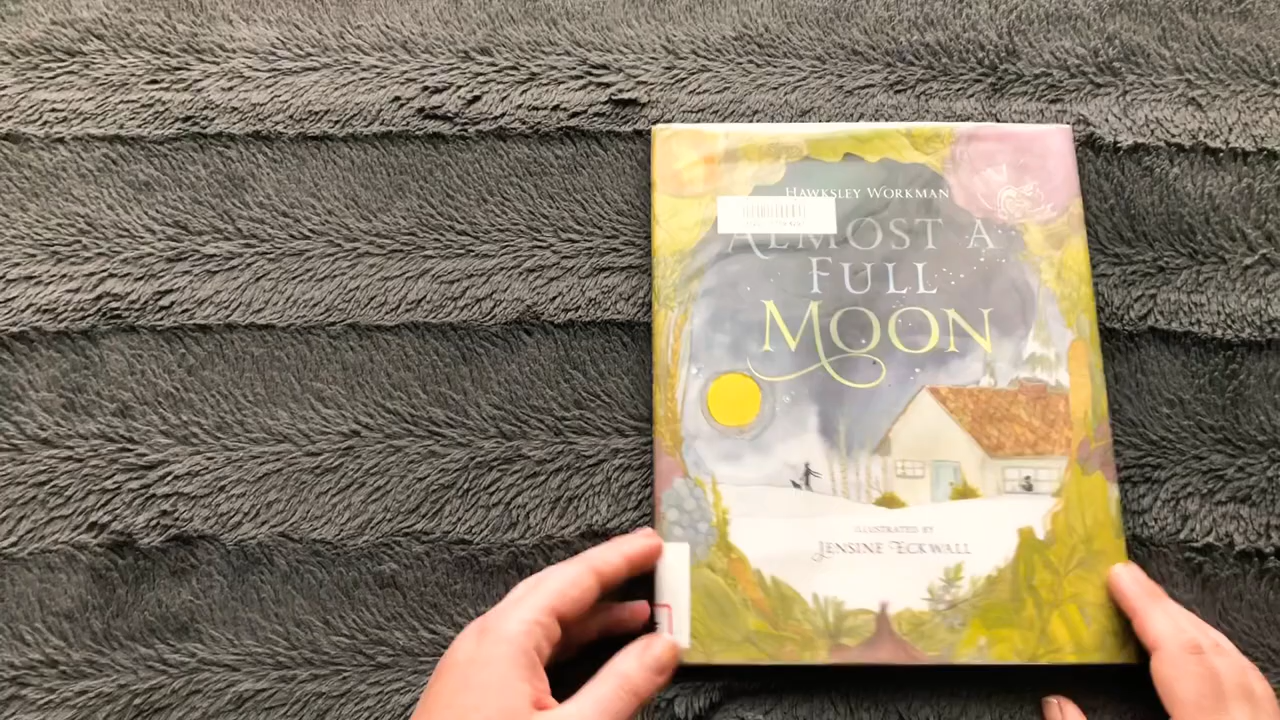 HAWKSLEY WORKMAN
ALMOST A
FULL
MOON
ILLUSTRATED BY
JENSINE ECKWALL